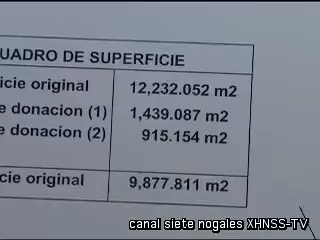 UADRO DE SUPERFICIE
icie original 12,232.052 m2
e donacion (1) 1,439.087 m2
e donacion (2) 915.154 m2
cie original 9,877.811 m2
canal siete nogales XHNSS-TV